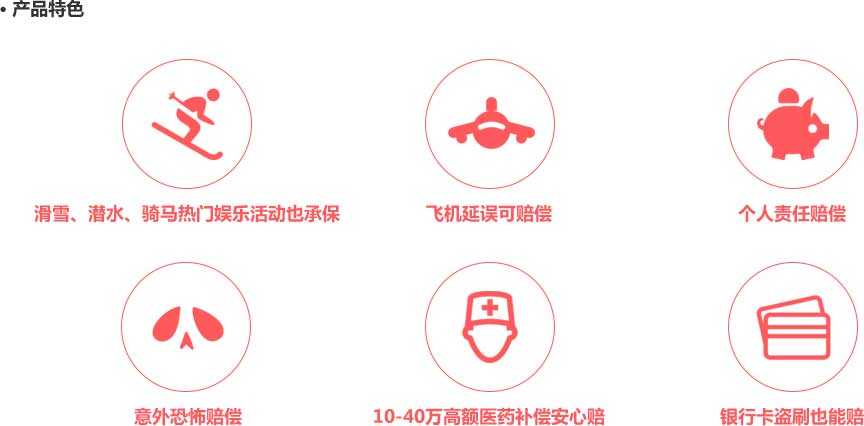 • 产品特色
滑雪、潜水、骑马热门娱乐活动也承保
飞机延误可赔偿
个人责任赔偿
意外恐怖赔偿
10-40万高额医药补偿安心赔
银行卡盗刷也能赔